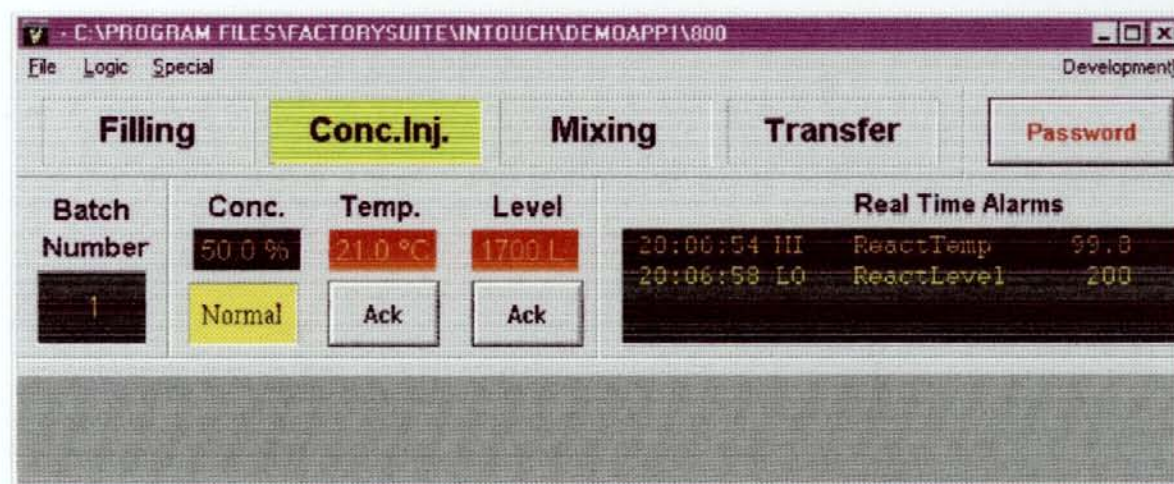 - C:\PROGRAM FILES\FACTORYSUITE\INTOUCH\DEMOAPP1\800
File Logic Special Development!
Filling Conc.Inj. Mixing Transfer Password
Batch Number
1
Conc. Temp. Level
50.0 % 21.0 °C 1700 L
Normal Ack Ack
Real Time Alarms
20:06:54 HI ReactTemp 99.8
20:06:58 LO ReactLevel 200